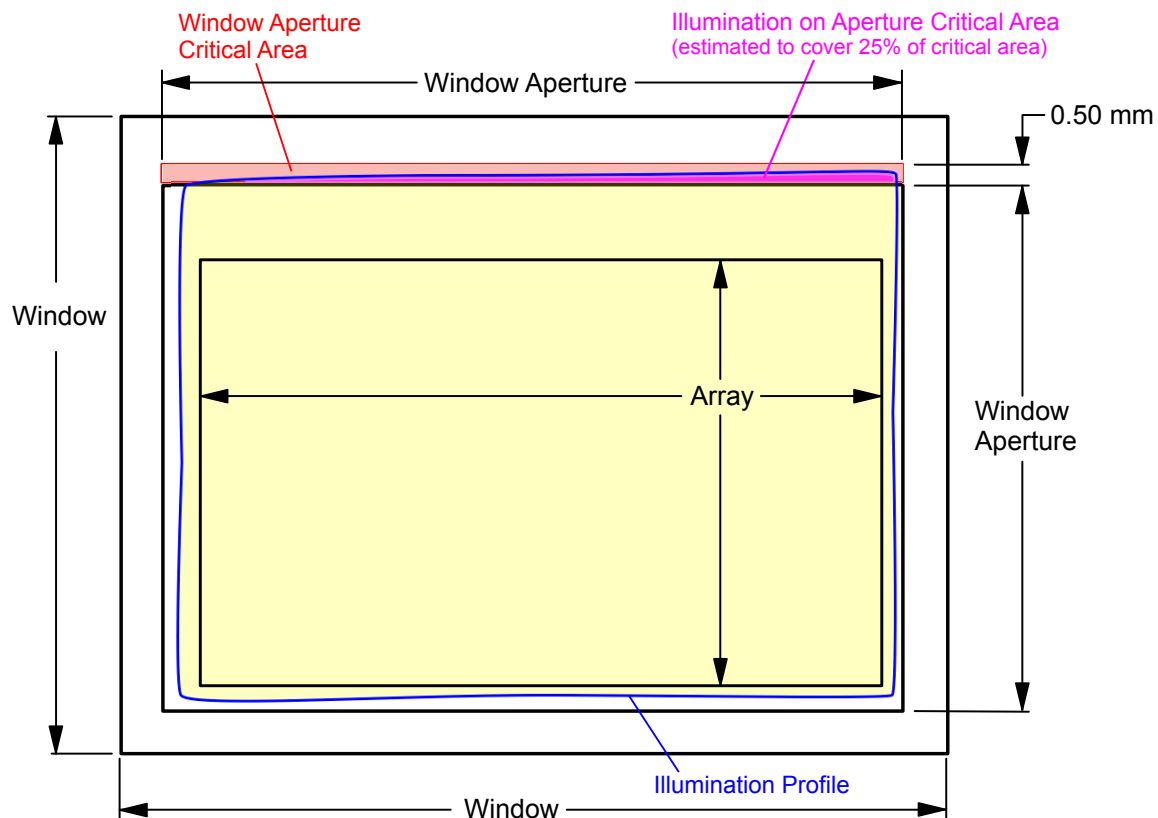 Window Aperture
Critical Area
Illumination on Aperture Critical Area
(estimated to cover 25% of critical area)
Window Aperture
0.50 mm
Window
Array
Window
Aperture
Illumination Profile
Window